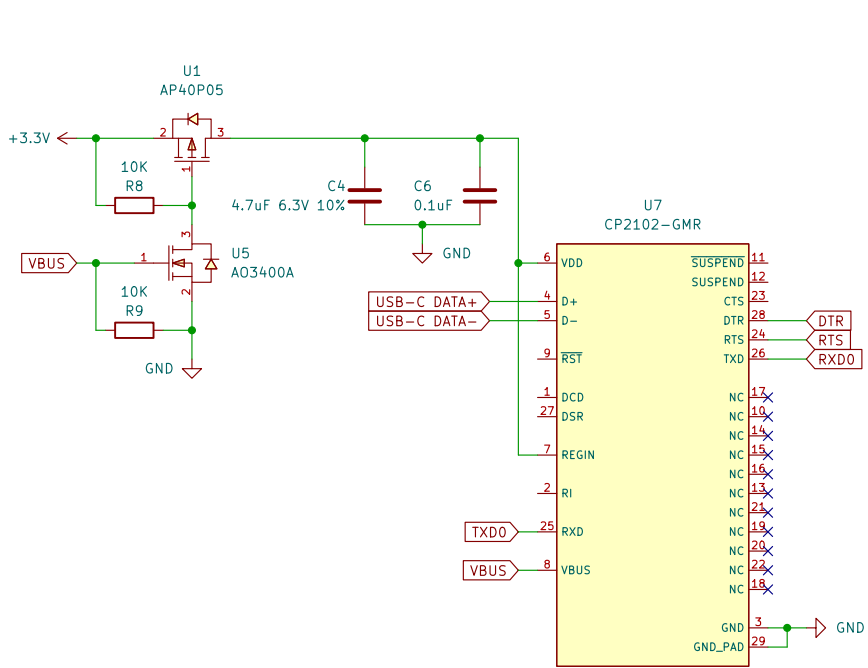 U1
AP40P05
+3.3V
2
3
1
10K
R8
C4
4.7uF 6.3V 10%
C6
0.1uF
GND
3
VBUS
1
U5
AO3400A
2
10K
R9
GND
U7
CP2102-GMR
6 VDD
USB-C DATA+ 4 D+
USB-C DATA- 5 D-
9 RST
1 DCD
27 DSR
7 REGIN
2 RI
TXD0 25 RXD
VBUS 8 VBUS
SUSPEND 11
SUSPEND 12
CTS 23
DTR 28 DTR
RTS 24 RTS
TXD 26 RXD0
NC 17
NC 10
NC 14
NC 15
NC 16
NC 13
NC 21
NC 19
NC 20
NC 22
NC 18
GND 3 GND
GND_PAD 29